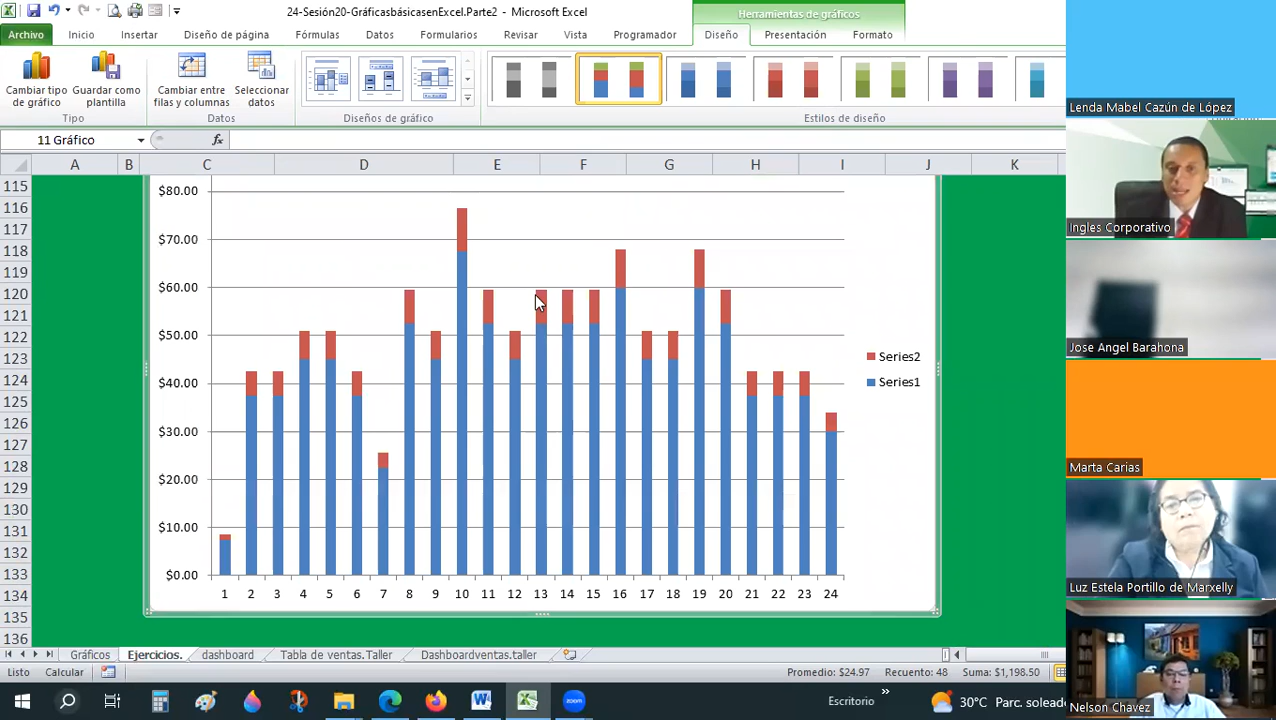 24-Sesión20-GráficasbásicasenExcel.Parte2 - Microsoft Excel
Herramientas de gráficos
Archivo Inicio Insertar Diseño de página Fórmulas Datos Formularios Revisar Vista Programador Diseño Presentación Formato
Cambiar tipo de gráfico
Guardar como plantilla
Cambiar entre filas y columnas
Seleccionar datos
Tipo Datos Diseños de gráfico Estilos de diseño
11 Gráfico fx
A B C D E F G H I J K
115
116
117
118
119
120
121
122
123
124
125
126
127
128
129
130
131
132
133
134
135
136
$80.00
$70.00
$60.00
$50.00
$40.00
$30.00
$20.00
$10.00
$0.00
1 2 3 4 5 6 7 8 10 11 12 13 14 15 16 17 18 19 20 21 22 23 24
Series2
Series1
Gráficos Ejercicios. dashboard Tabla de ventas.Taller Dashboardventas.taller
Listo Calcular Promedio: $24.97 Recuento: 48 Suma: $1,198.50
Escritorio » 30°C Parc. soleado
Lenda Mabel Cazún de López
Ingles Corporativo
Jose Angel Barahona
Marta Carias
Luz Estela Portillo de Marxelly
Nelson Chavez